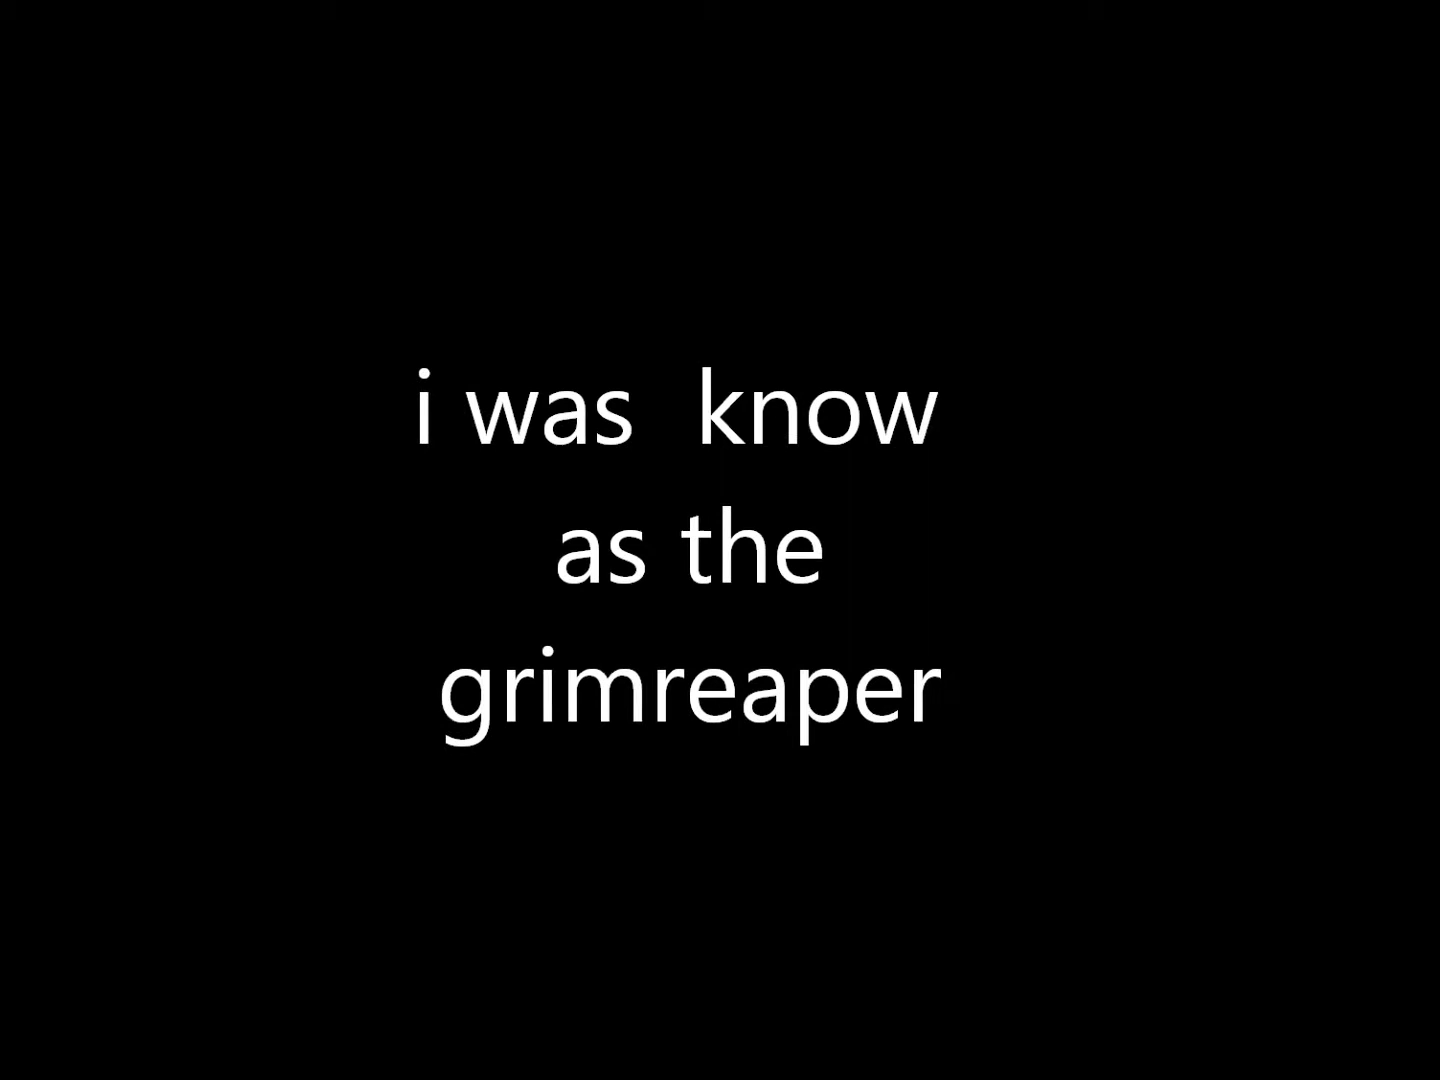 i was  know
as the
grimreaper